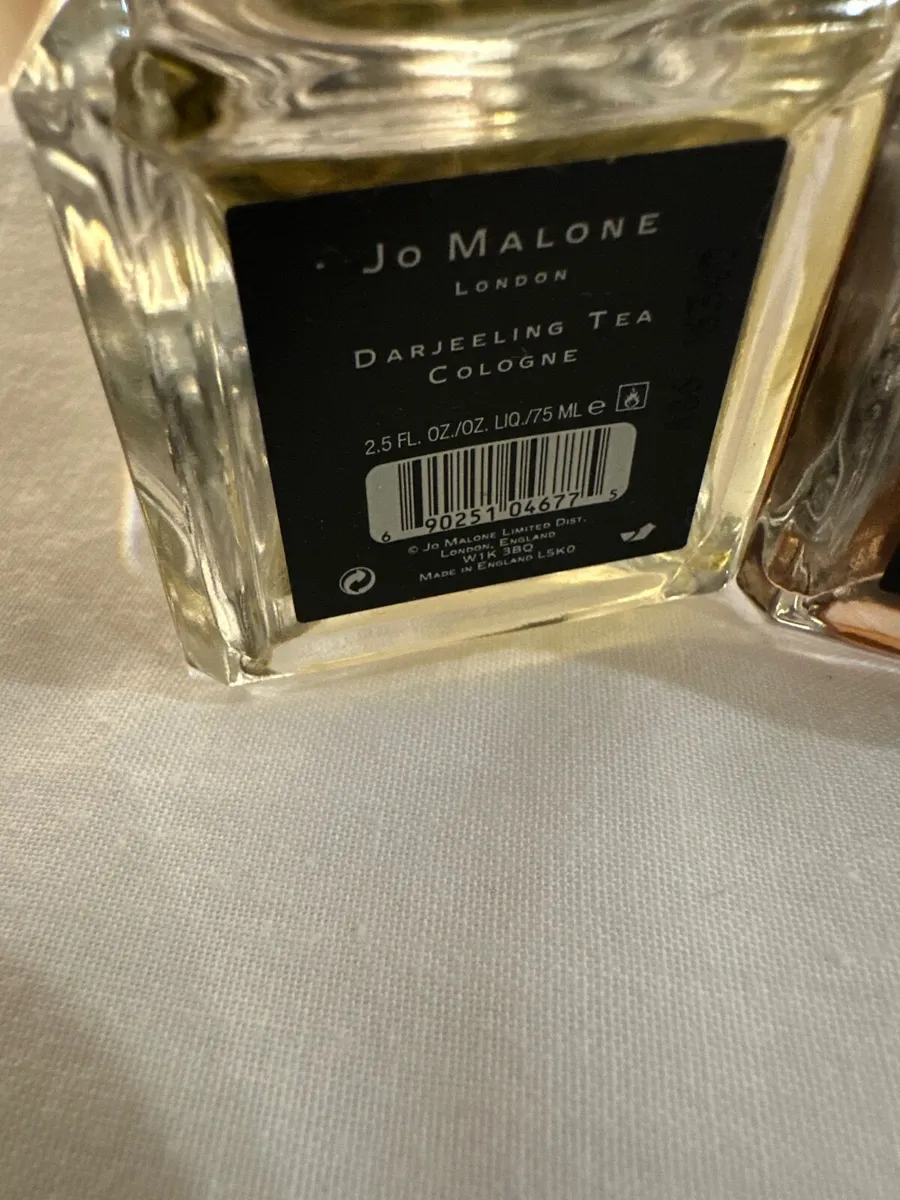 Jo Malone
London
Darjeeling Tea
Cologne
2.5 FL. OZ./OZ. LIQ./75 ML e
6 90251 04677 5
© Jo Malone Limited Dist.
London, England
W1K 3BQ
Made in England L5K0